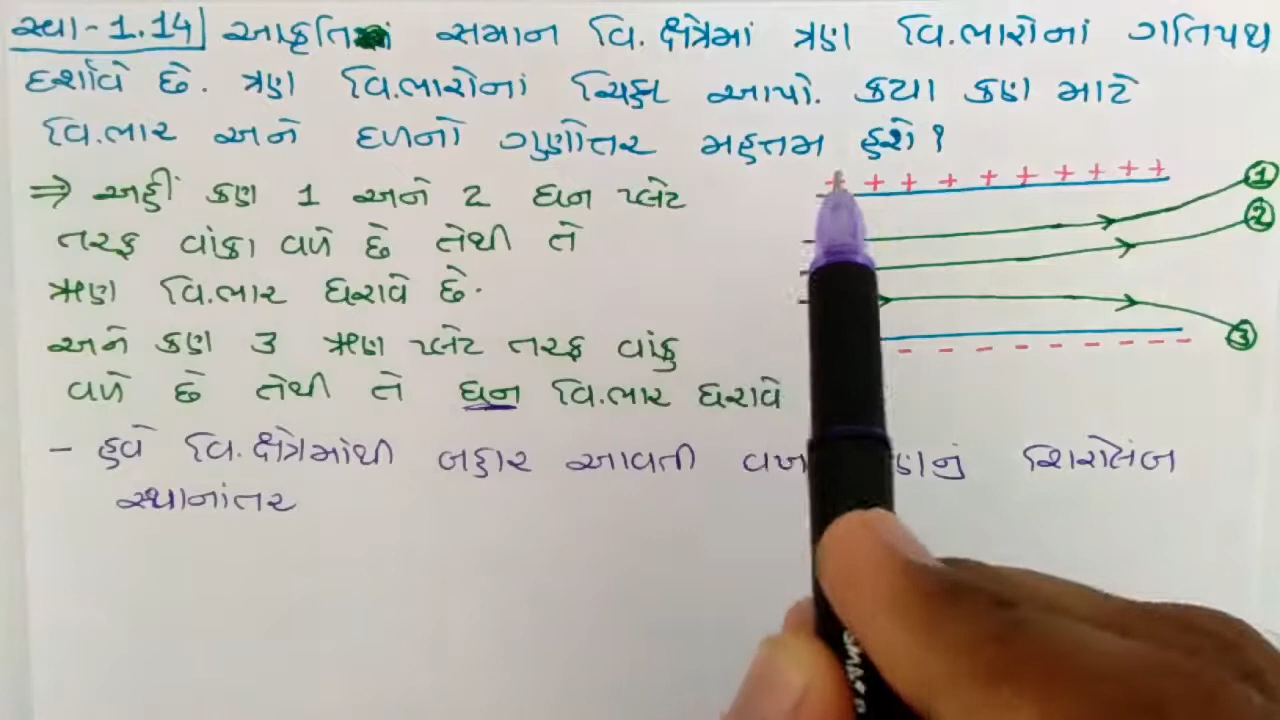 સ્વા-1.14| આકૃતિમાં સમાન વિ.ક્ષેત્રમાં ત્રણ વિ.ભારોનાં ગતિપથ
દર્શાવે છે. ત્રણ વિ.ભારોનાં ચિહ્ન આપો. કયા કણ માટે
વિ.ભાર અને દળનો ગુણોત્તર મહત્તમ હશે?
+ + + + + + + + +
⇒ અહીં કણ 1 અને 2 ધન પ્લેટ
1
તરફ વાંકા વળે છે તેથી તે
2
ઋણ વિ.ભાર ધરાવે છે.
અને કણ 3 ઋણ પ્લેટ તરફ વાંકુ
3
- - - - - - - -
વળે છે તેથી તે ધન વિ.ભાર ધરાવે
- હવે વિ.ક્ષેત્રમાંથી બહાર આવતી શિરોલંબ
સ્થાનાંતર